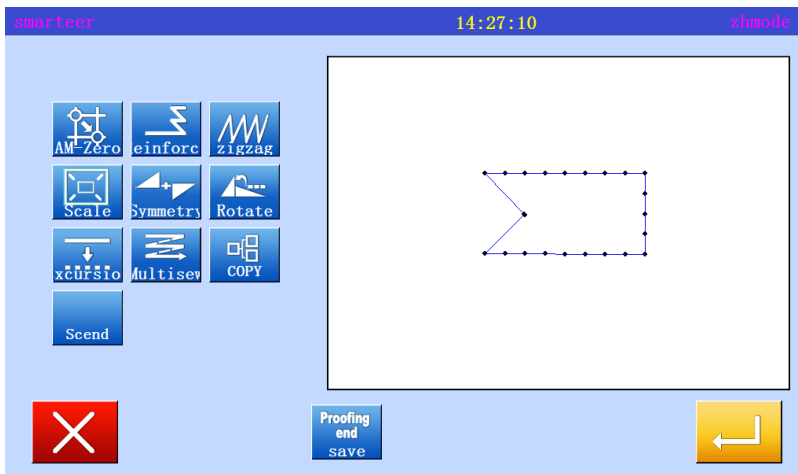 smarteer 14:27:10 zhmode
AM-Zero einforc zigzag
Scale Symmetry Rotate
xcursio Multisew COPY
Scend
Proofing
end
save